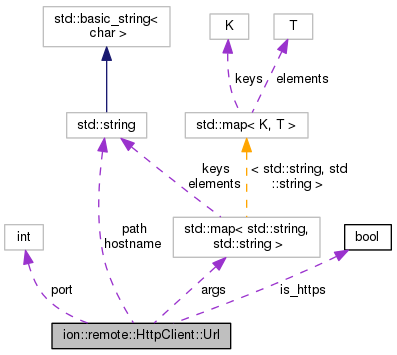 std::basic_string<
char >
K
T
keys
elements
std::string
std::map< K, T >
keys
elements
< std::string, std
::string >
path
hostname
std::map< std::string,
std::string >
int
bool
port
args
is_https
ion::remote::HttpClient::Url